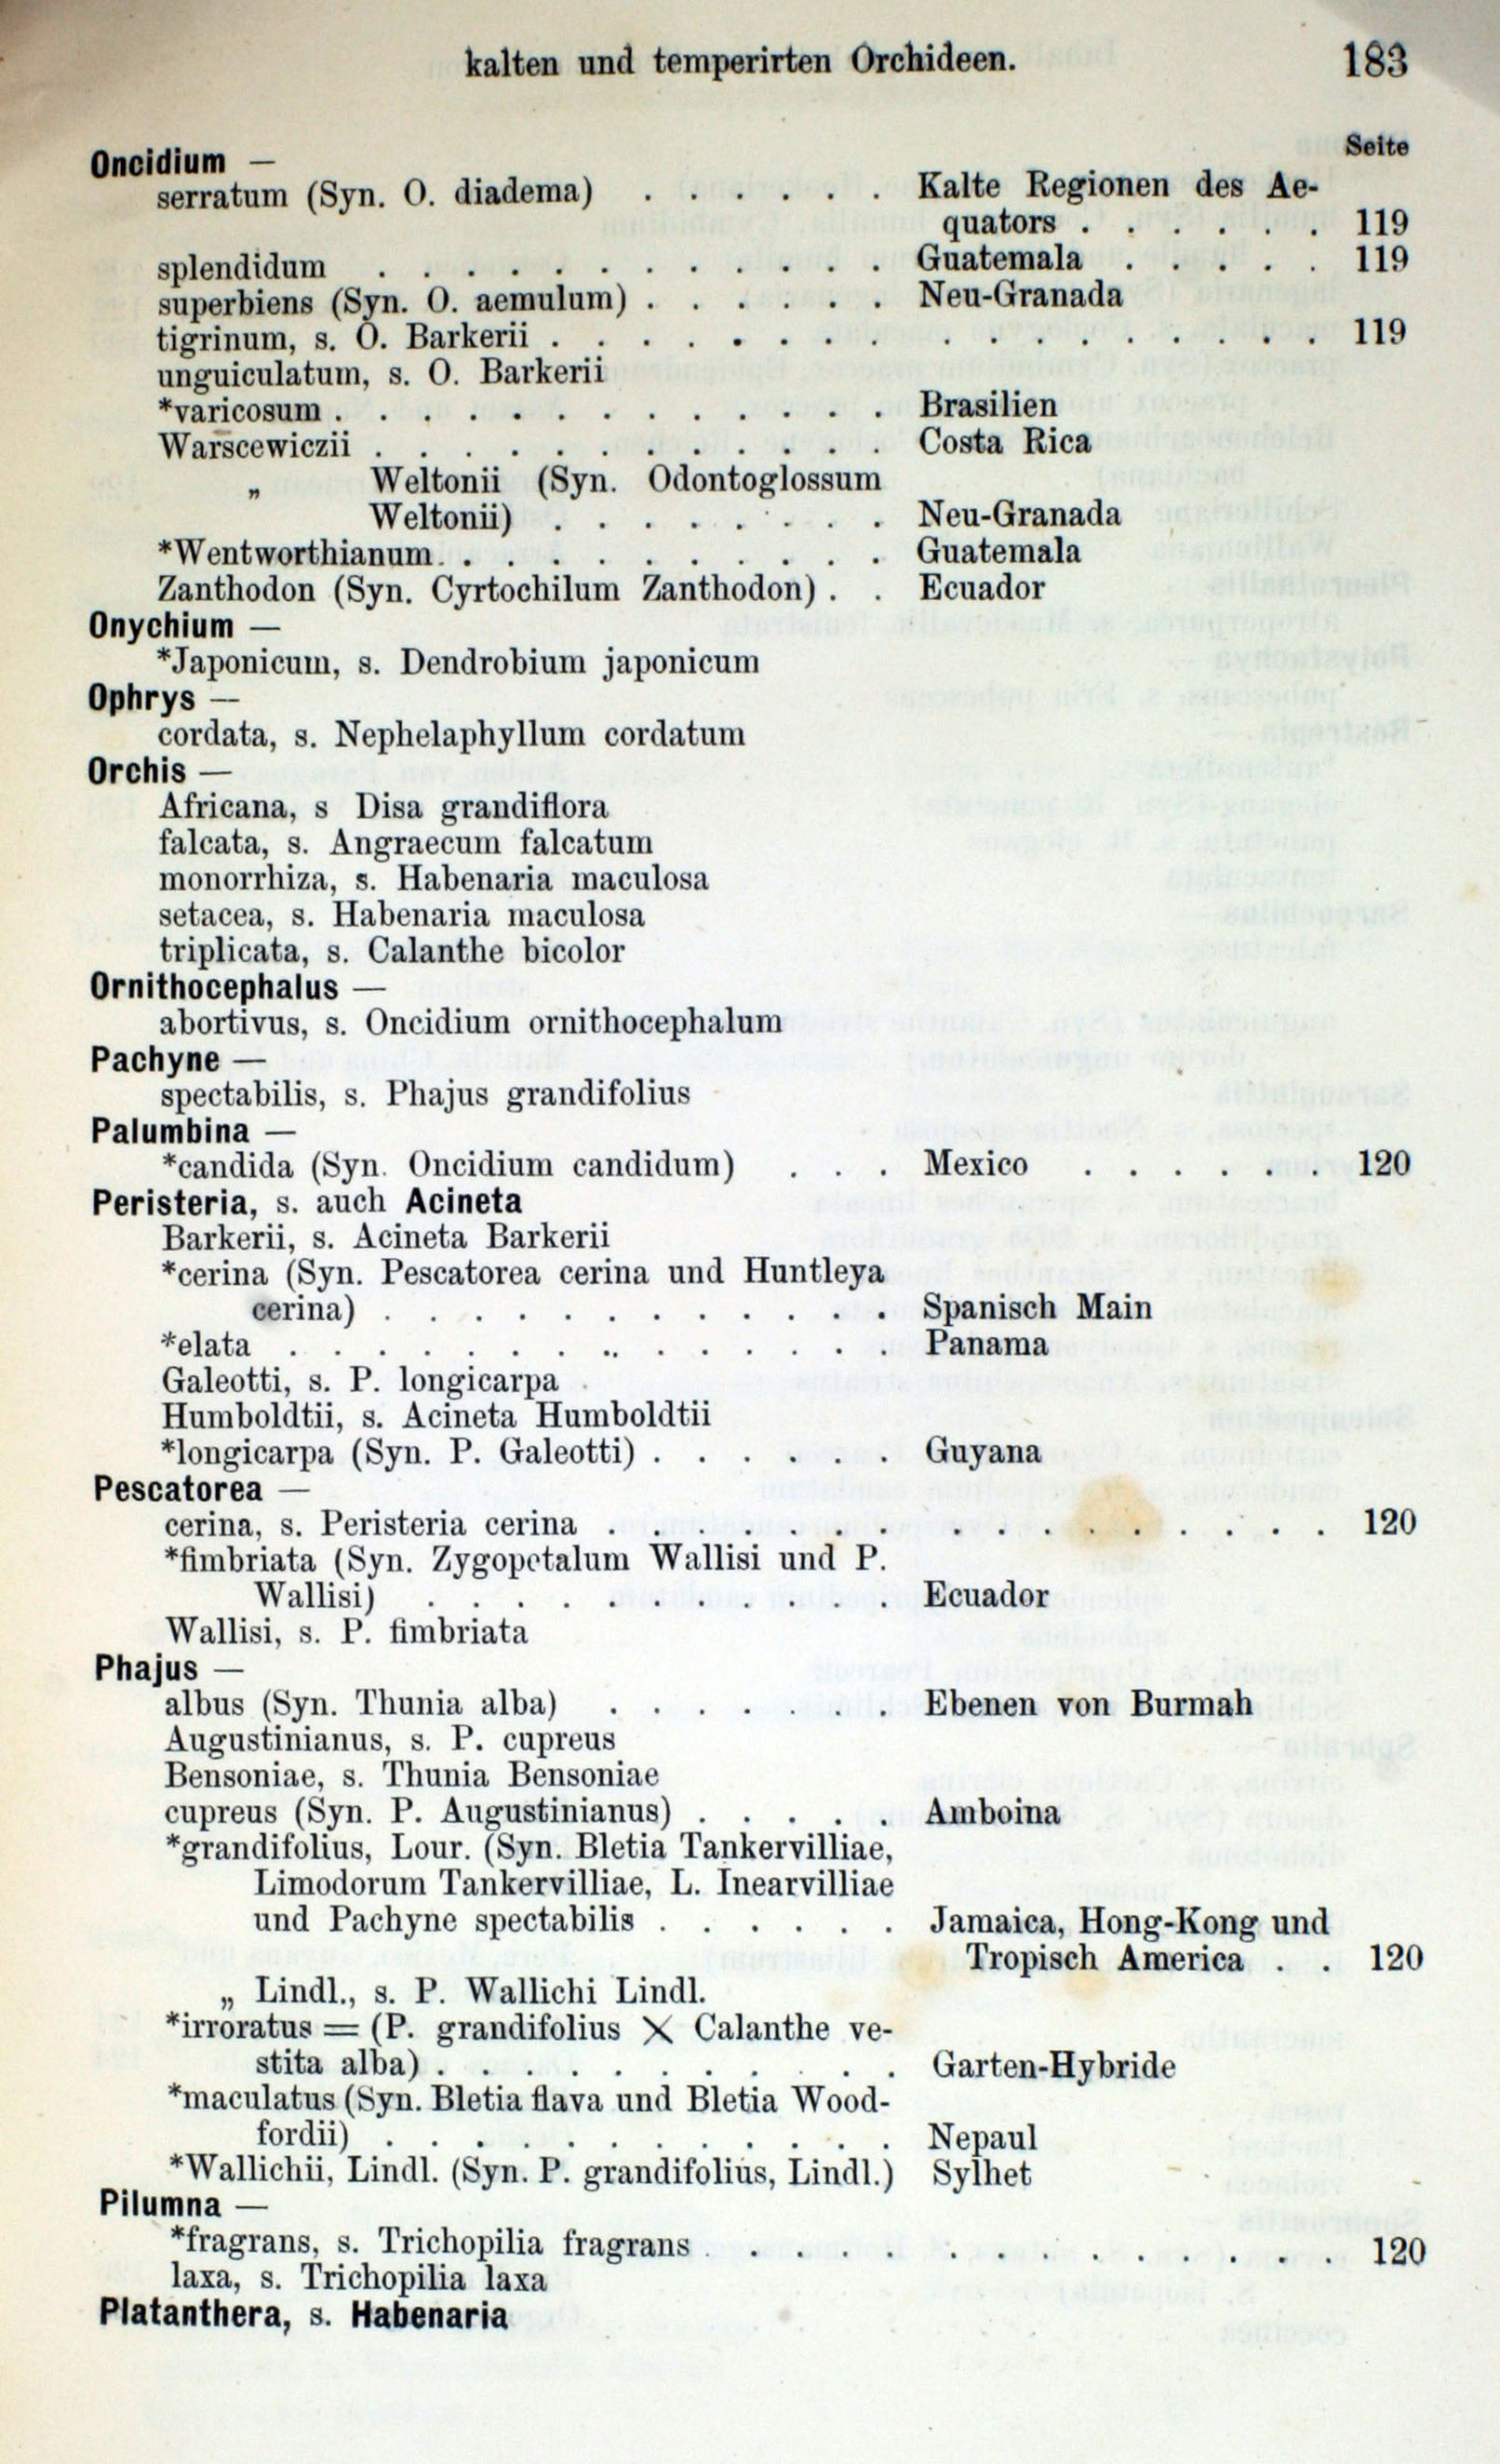 kalten und temperirten Orchideen. 183
Seite
Oncidium —
serratum (Syn. O. diadema) . . . . . . Kalte Regionen des Ae-
quators . . . . . . 119
splendidum . . . . . . . . . . . . Guatemala . . . . . 119
superbiens (Syn. O. aemulum) . . . . . . Neu-Granada
tigrinum, s. O. Barkerii . . . . . . . . . . . . . . . . . 119
unguiculatum, s. O. Barkerii
*varicosum . . . . . . . . . . . . . Brasilien
Warscewiczii . . . . . . . . . . . . Costa Rica
„ Weltonii (Syn. Odontoglossum
Weltonii) . . . . . . . . Neu-Granada
*Wentworthianum. . . . . . . . . . . Guatemala
Zanthodon (Syn. Cyrtochilum Zanthodon) . . Ecuador
Onychium —
*Japonicum, s. Dendrobium japonicum
Ophrys —
cordata, s. Nephelaphyllum cordatum
Orchis —
Africana, s Disa grandiflora
falcata, s. Angraecum falcatum
monorrhiza, s. Habenaria maculosa
setacea, s. Habenaria maculosa
triplicata, s. Calanthe bicolor
Ornithocephalus —
abortivus, s. Oncidium ornithocephalum
Pachyne —
spectabilis, s. Phajus grandifolius
Palumbina —
*candida (Syn. Oncidium candidum) . . . Mexico . . . . . . 120
Peristeria, s. auch Acineta
Barkerii, s. Acineta Barkerii
*cerina (Syn. Pescatorea cerina und Huntleya
cerina) . . . . . . . . . . . . Spanisch Main
*elata . . . . . . . . . . . . . . Panama
Galeotti, s. P. longicarpa
Humboldtii, s. Acineta Humboldtii
*longicarpa (Syn. P. Galeotti) . . . . . . Guyana
Pescatorea —
cerina, s. Peristeria cerina . . . . . . . . . . . . . . . . 120
*fimbriata (Syn. Zygopetalum Wallisi und P.
Wallisi) . . . . . . . . . . Ecuador
Wallisi, s. P. fimbriata
Phajus —
albus (Syn. Thunia alba) . . . . . . . Ebenen von Burmah
Augustinianus, s. P. cupreus
Bensoniae, s. Thunia Bensoniae
cupreus (Syn. P. Augustinianus) . . . . . Amboina
*grandifolius, Lour. (Syn. Bletia Tankervilliae,
Limodorum Tankervilliae, L. Inearvilliae
und Pachyne spectabilis . . . . . . Jamaica, Hong-Kong und
Tropisch America . . 120
„ Lindl., s. P. Wallichi Lindl.
*irroratus = (P. grandifolius X Calanthe ve-
stita alba) . . . . . . . . . . . Garten-Hybride
*maculatus (Syn. Bletia flava und Bletia Wood-
fordii) . . . . . . . . . . . . Nepaul
*Wallichii, Lindl. (Syn. P. grandifolius, Lindl.) Sylhet
Pilumna —
*fragrans, s. Trichopilia fragrans . . . . . . . . . . . . . . 120
laxa, s. Trichopilia laxa
Platanthera, s. Habenaria